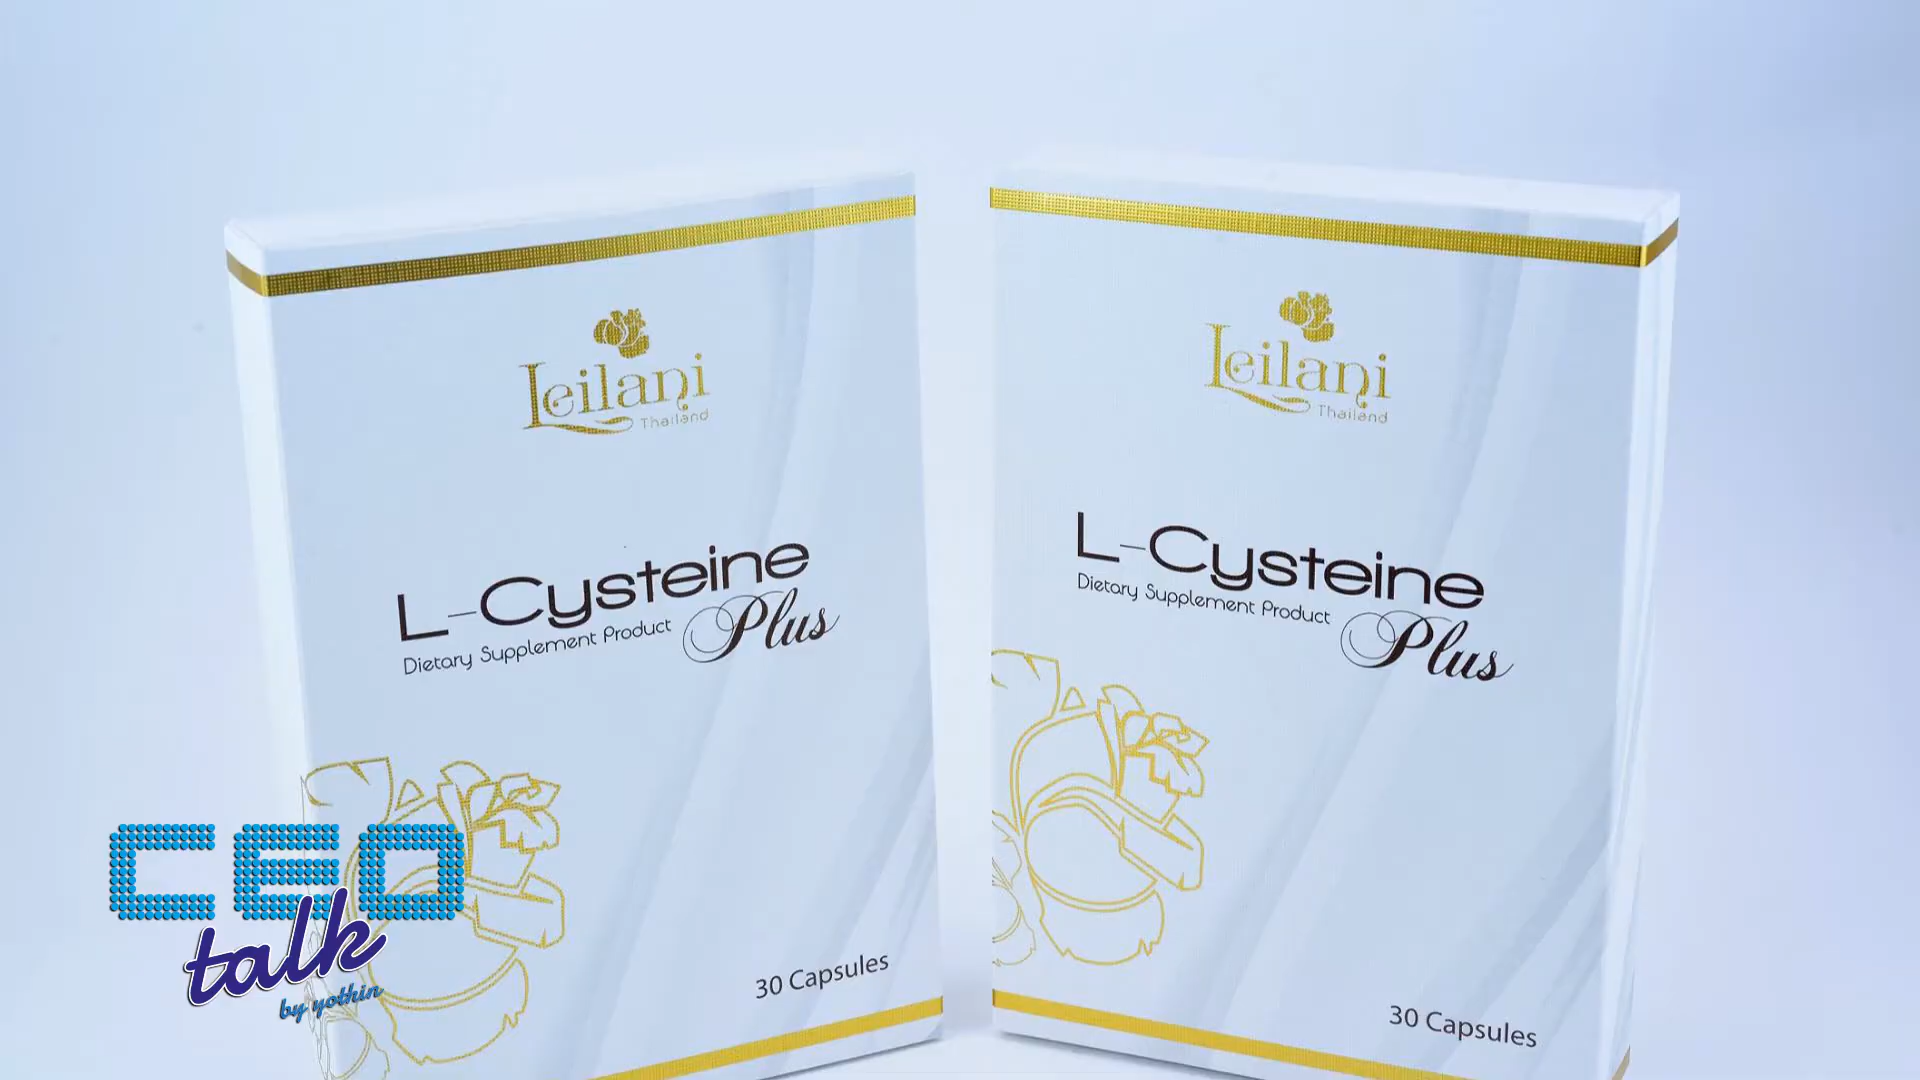 Leilani
Thailand
L-Cysteine
Dietary Supplement Product
Plus
30 Capsules
Leilani
Thailand
L-Cysteine
Dietary Supplement Product
Plus
30 Capsules
CEO
talk
by yothin